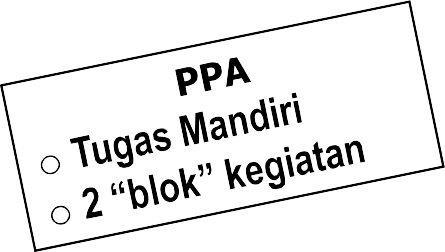 PPA
○ Tugas Mandiri
○ 2 “blok” kegiatan